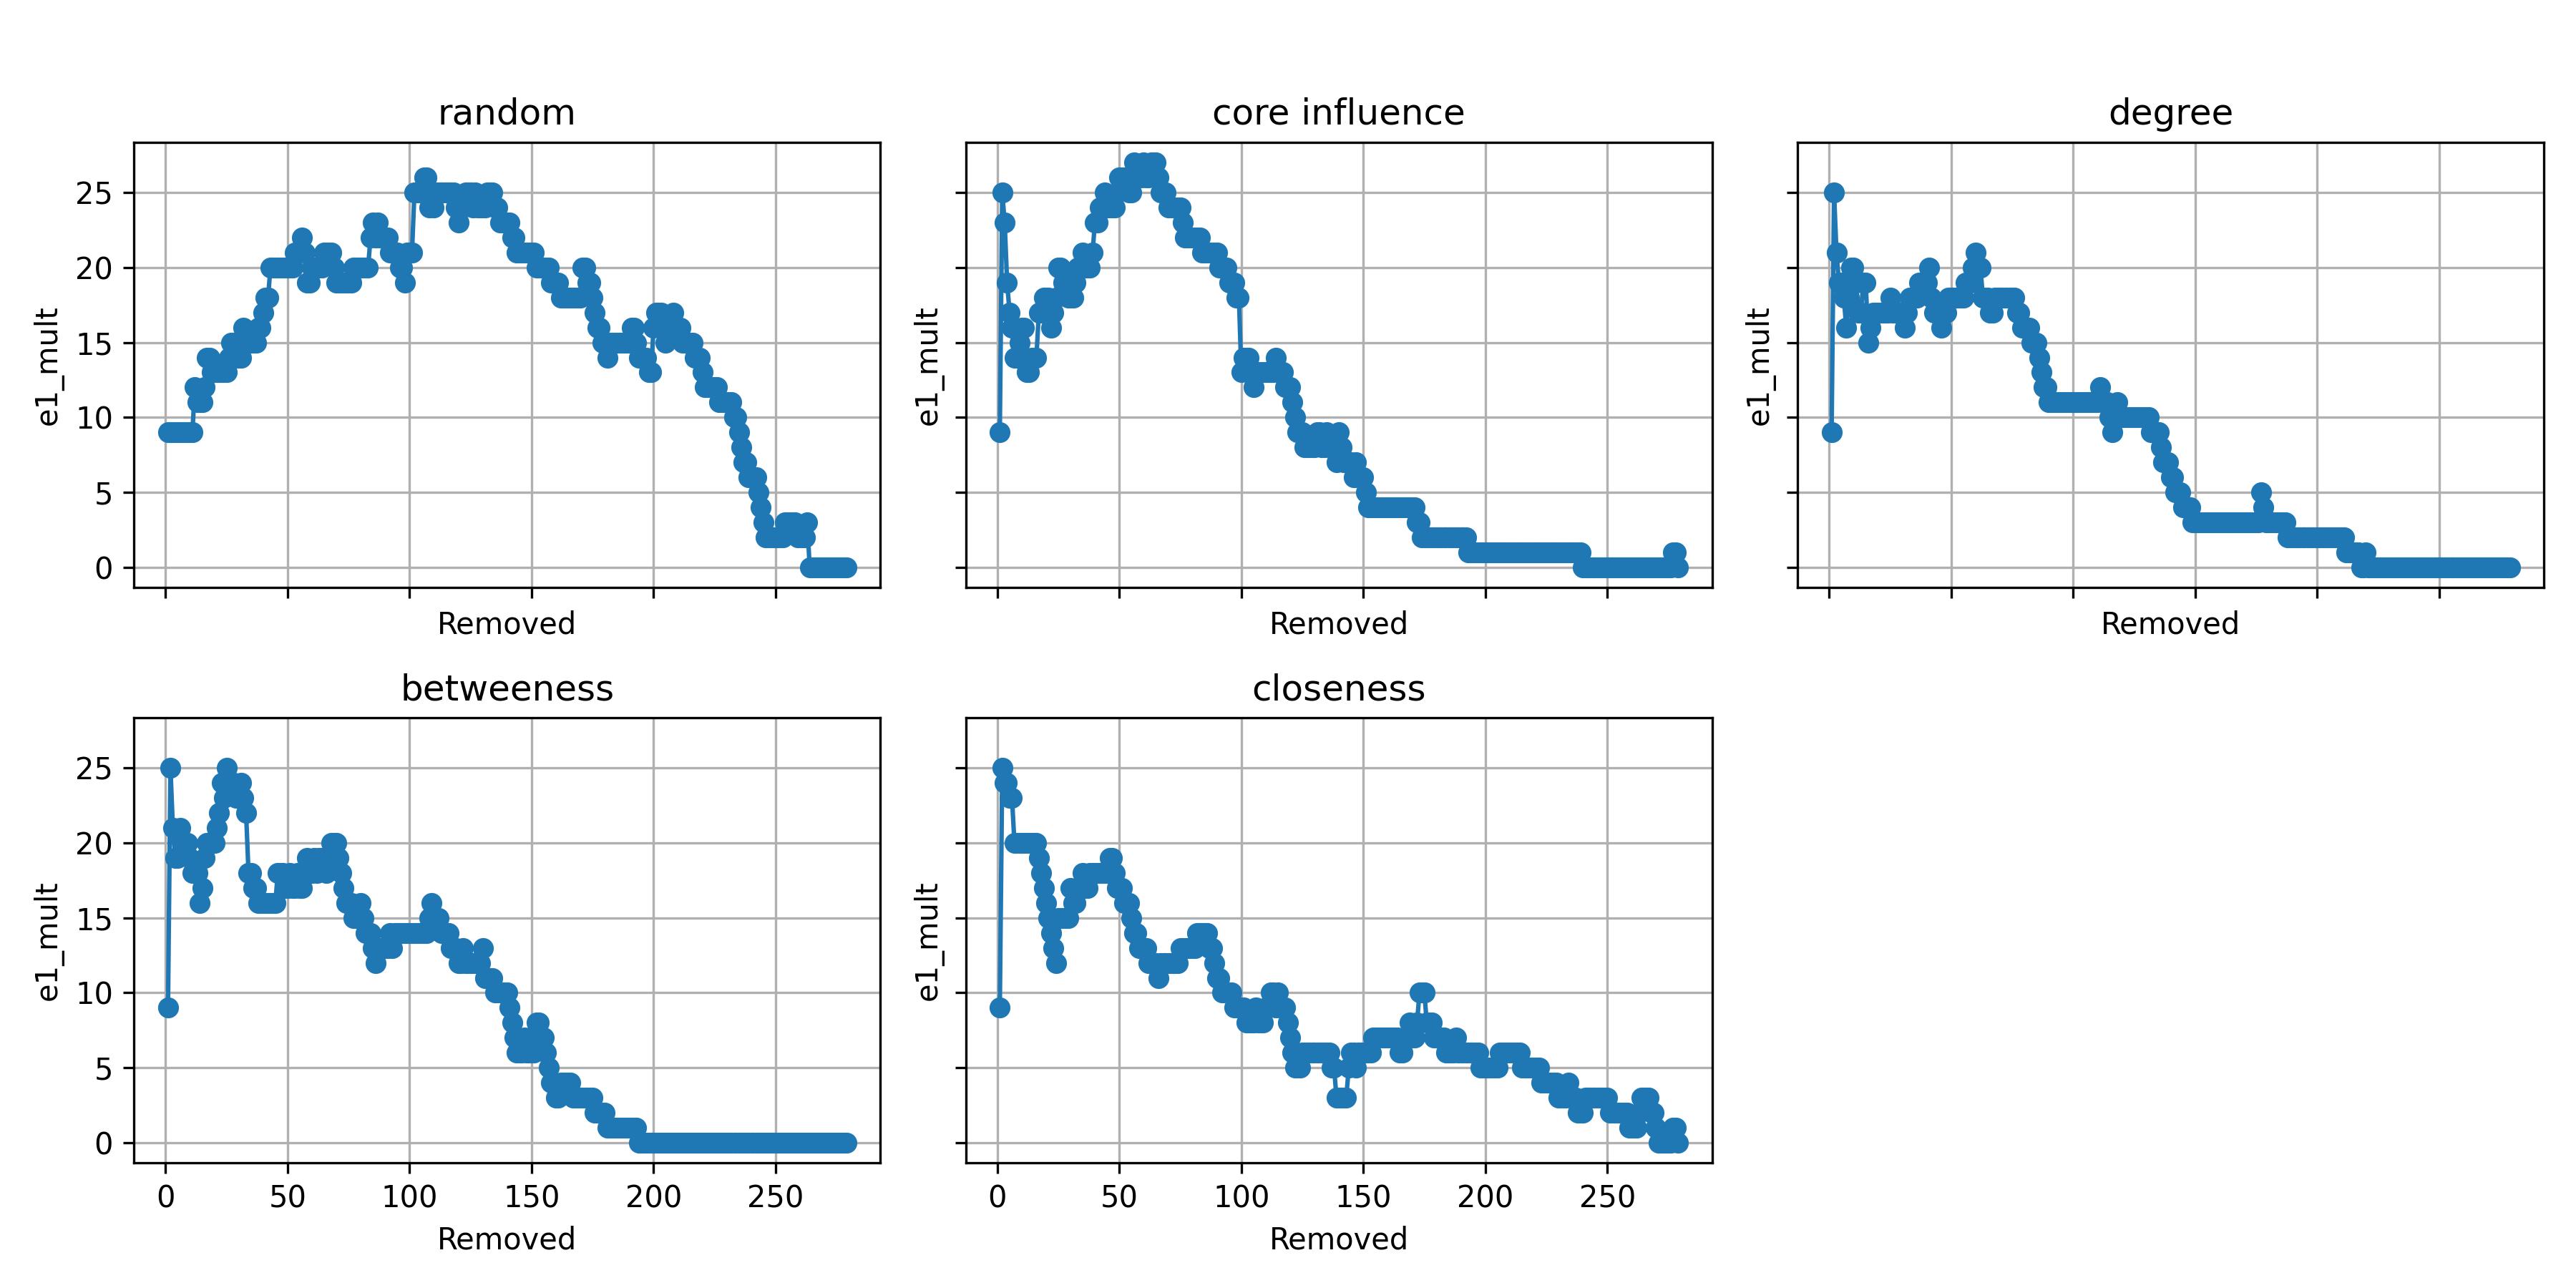 random
core influence
degree
25
20
15
10
5
0
e1_mult
e1_mult
e1_mult
Removed
Removed
Removed
betweeness
closeness
25
20
15
10
5
0
e1_mult
e1_mult
0 50 100 150 200 250
0 50 100 150 200 250
Removed
Removed